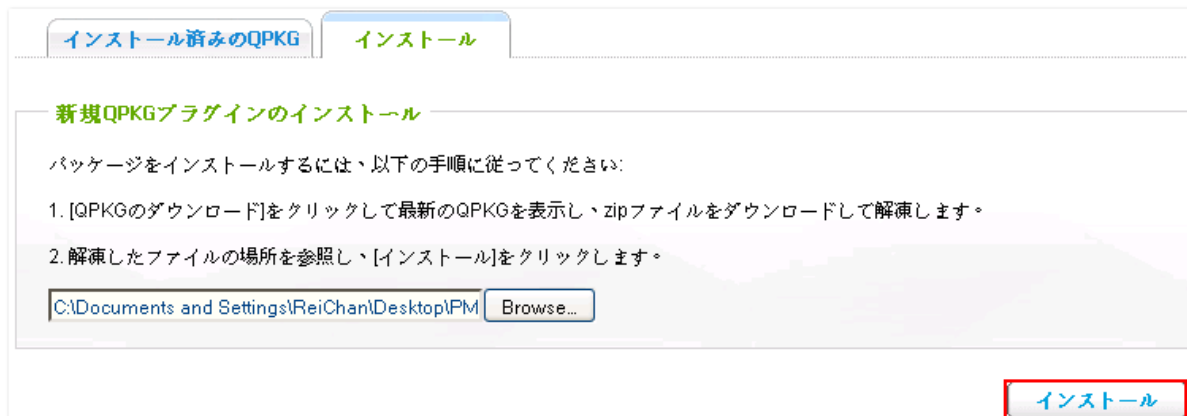 インストール済みのQPKG インストール
新規QPKGプラグインのインストール
パッケージをインストールするには、以下の手順に従ってください:
1. [QPKGのダウンロード]をクリックして最新のQPKGを表示し、zipファイルをダウンロードして解凍します。
2. 解凍したファイルの場所を参照し、[インストール]をクリックします。
C:\Documents and Settings\ReiChan\Desktop\PM Browse...
インストール